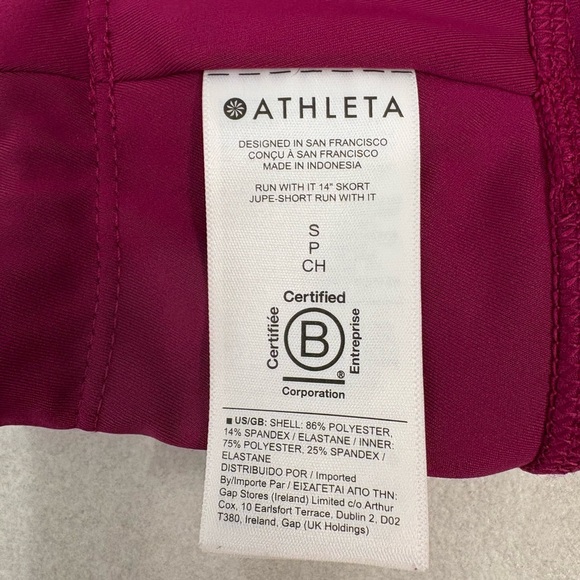 ATHLETA
DESIGNED IN SAN FRANCISCO
CONÇU À SAN FRANCISCO
MADE IN INDONESIA
RUN WITH IT 14" SKORT
JUPE-SHORT RUN WITH IT
S
P
CH
Certified
Certifiée
B
Entreprise
®
Corporation
■ US/GB: SHELL: 86% POLYESTER,
14% SPANDEX / ELASTANE / INNER:
75% POLYESTER, 25% SPANDEX /
ELASTANE
DISTRIBUIDO POR / Imported
By/Importe Par / ΕΙΣΑΓΕΤΑΙ ΑΠΟ ΤΗΝ:
Gap Stores (Ireland) Limited c/o Arthur
Cox, 10 Earlsfort Terrace, Dublin 2, D02
T380, Ireland, Gap (UK Holdings)